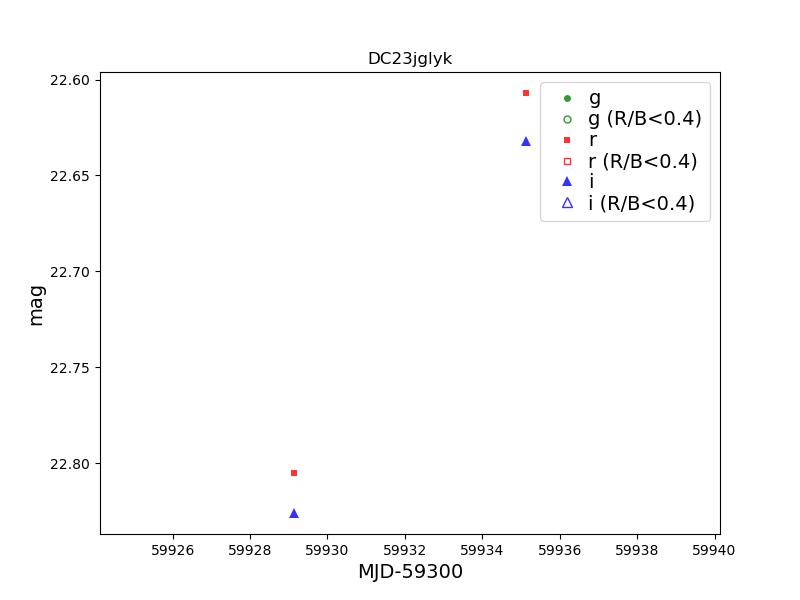 DC23jglyk
22.60
22.65
22.70
22.75
22.80
mag
g
g (R/B<0.4)
r
r (R/B<0.4)
i
i (R/B<0.4)
59926 59928 59930 59932 59934 59936 59938 59940
MJD-59300